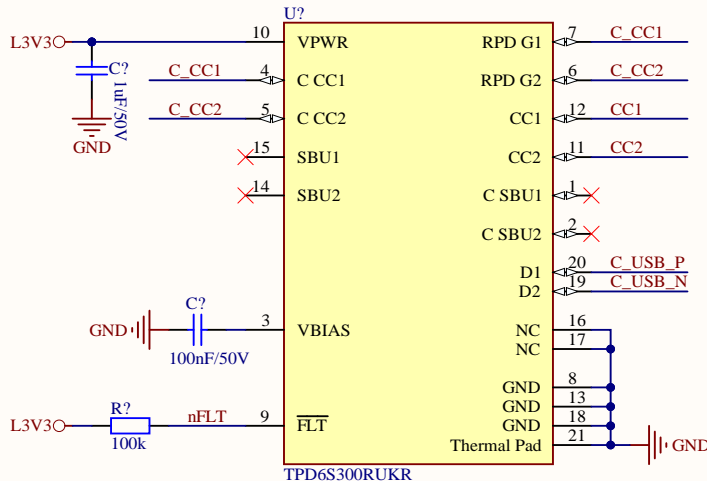 U?
L3V3
10
VPWR
RPD G1
7
C_CC1
C?
1uF/50V
GND
C_CC1
4
C CC1
RPD G2
6
C_CC2
C_CC2
5
C CC2
CC1
12
CC1
15
SBU1
CC2
11
CC2
14
SBU2
C SBU1
1
C SBU2
2
D1
20
C_USB_P
D2
19
C_USB_N
C?
GND
3
VBIAS
100nF/50V
NC
16
NC
17
GND
8
GND
13
GND
18
Thermal Pad
21
GND
R?
L3V3
nFLT
9
FLT
100k
TPD6S300RUKR